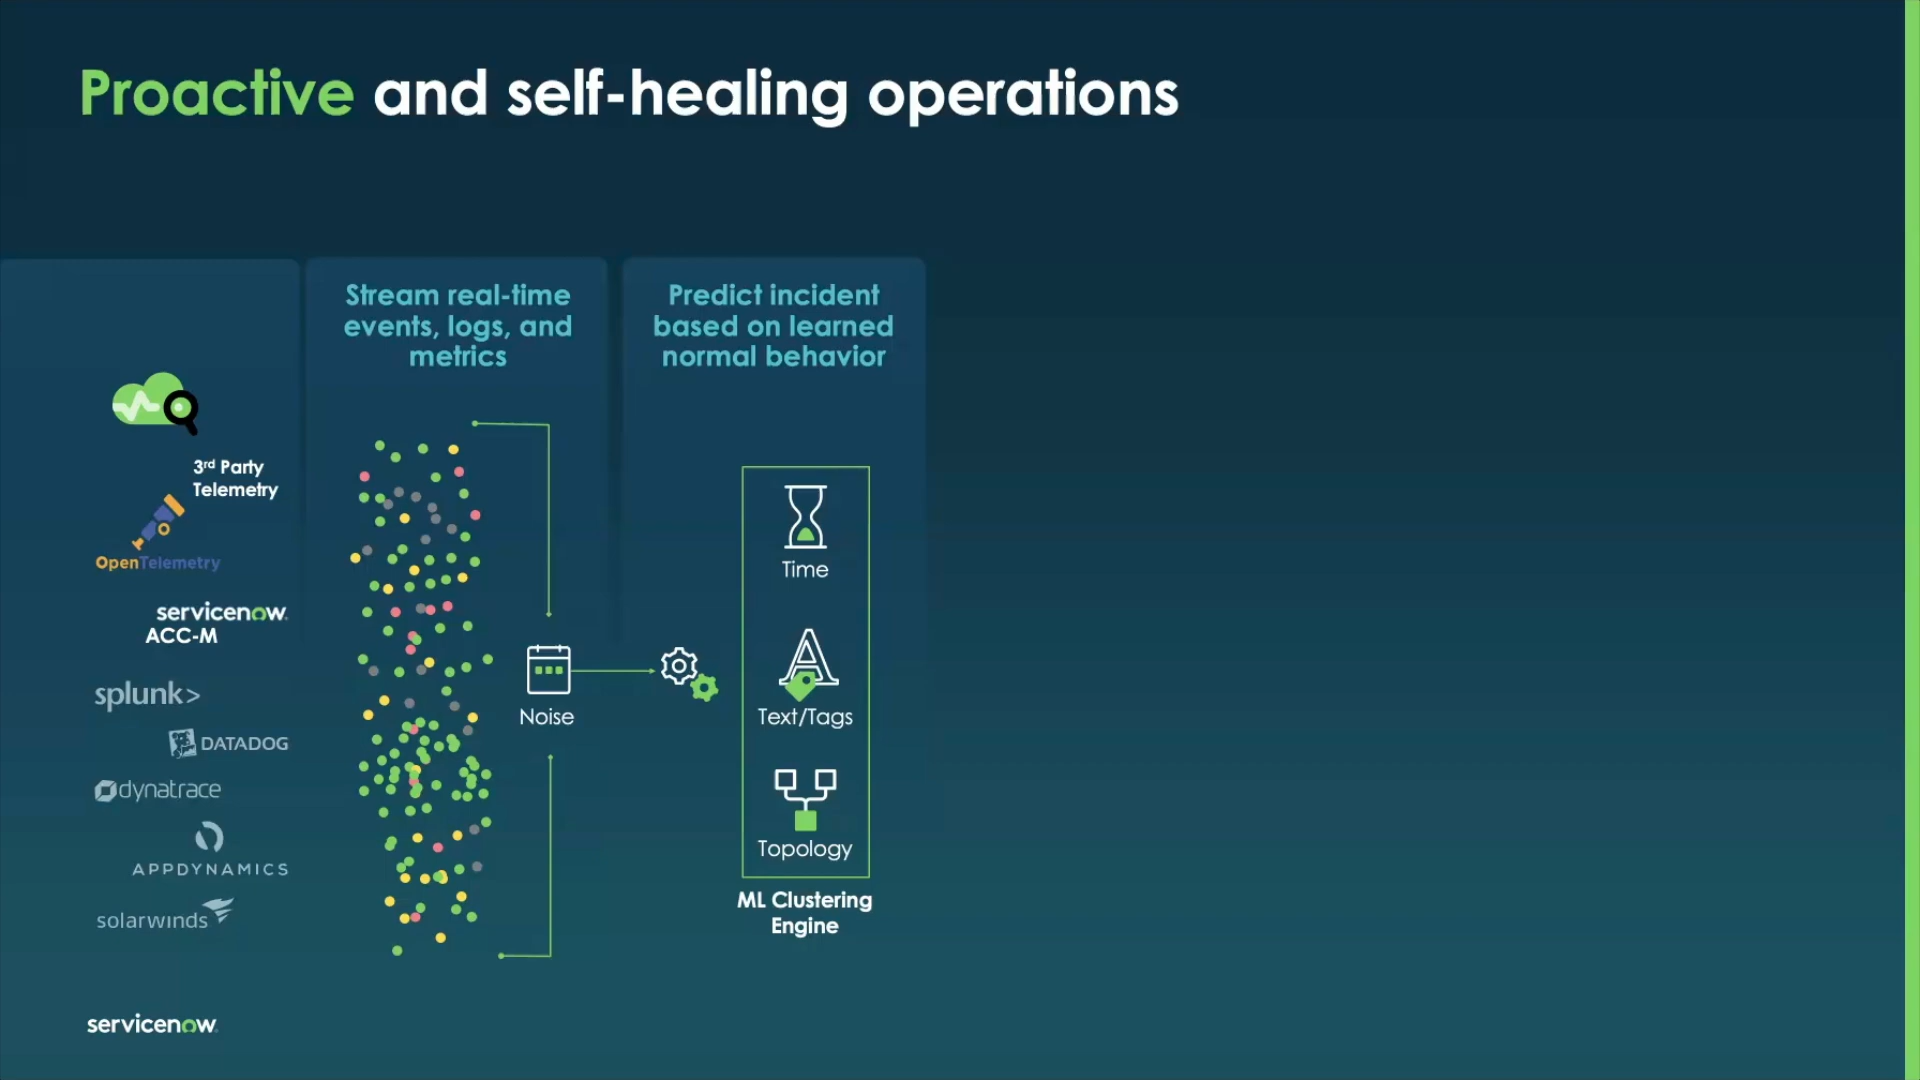 Proactive and self-healing operations
3rd Party
Telemetry
OpenTelemetry
servicenow.
ACC-M
splunk>
DATADOG
dynatrace
APPDYNAMICS
solarwinds
Stream real-time
events, logs, and
metrics
Noise
Predict incident
based on learned
normal behavior
Time
Text/Tags
Topology
ML Clustering
Engine
servicenow.